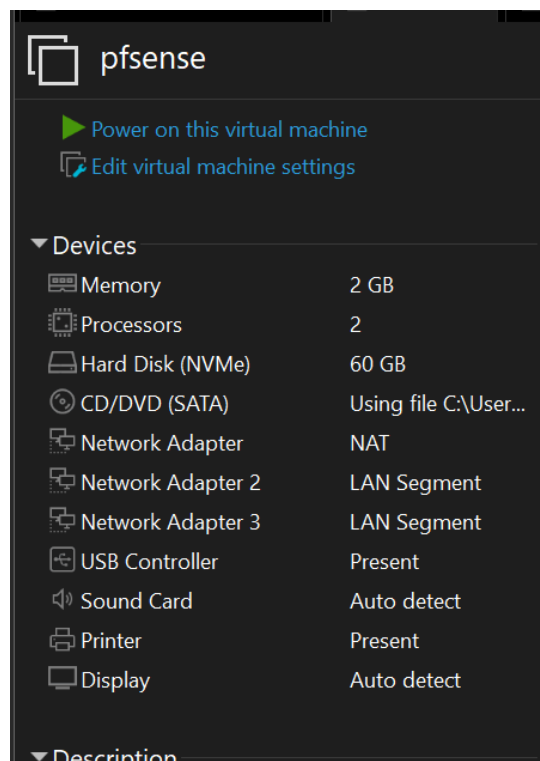 pfsense
Power on this virtual machine
Edit virtual machine settings
Devices
Memory 2 GB
Processors 2
Hard Disk (NVMe) 60 GB
CD/DVD (SATA) Using file C:\User...
Network Adapter NAT
Network Adapter 2 LAN Segment
Network Adapter 3 LAN Segment
USB Controller Present
Sound Card Auto detect
Printer Present
Display Auto detect
Description